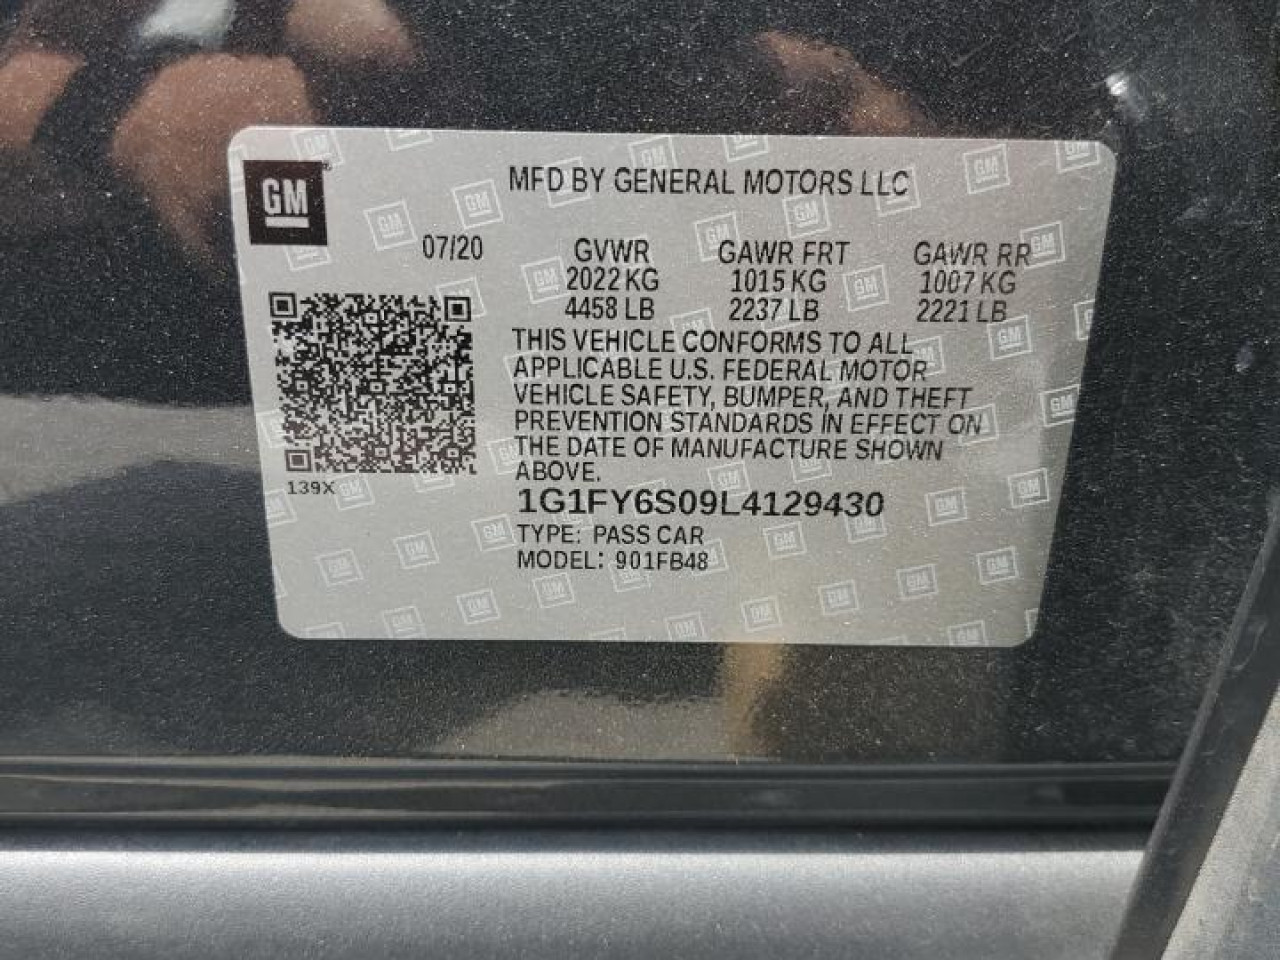 GM
MFD BY GENERAL MOTORS LLC
07/20 GVWR GAWR FRT GAWR RR
2022 KG 1015 KG 1007 KG
4458 LB 2237 LB 2221 LB
THIS VEHICLE CONFORMS TO ALL
APPLICABLE U.S. FEDERAL MOTOR
VEHICLE SAFETY, BUMPER, AND THEFT
PREVENTION STANDARDS IN EFFECT ON
THE DATE OF MANUFACTURE SHOWN
ABOVE.
139X
1G1FY6S09L4129430
TYPE: PASS CAR
MODEL: 901FB48